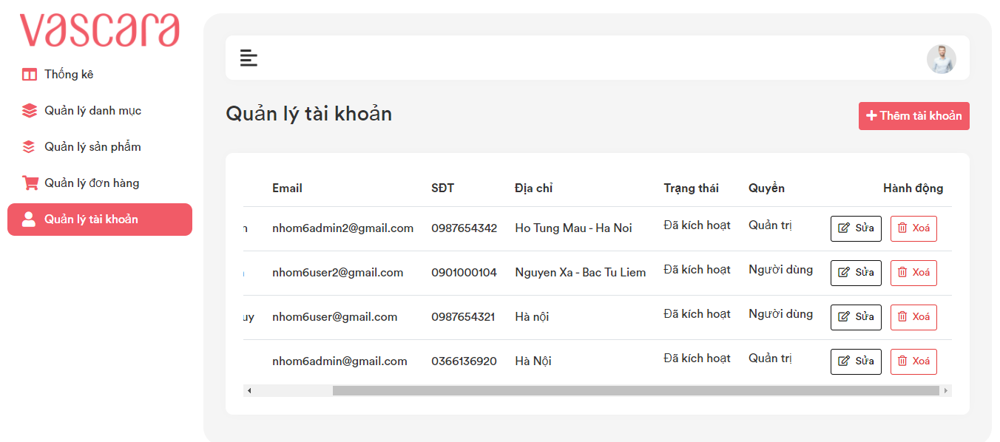 vascara
Thống kê
Quản lý danh mục
Quản lý sản phẩm
Quản lý đơn hàng
Quản lý tài khoản
Quản lý tài khoản
Thêm tài khoản
Email SĐT Địa chỉ Trạng thái Quyền Hành động
nhom6admin2@gmail.com 0987654342 Ho Tung Mau - Ha Noi Đã kích hoạt Quản trị Sửa Xoá
nhom6user2@gmail.com 0901000104 Nguyen Xa - Bac Tu Liem Đã kích hoạt Người dùng Sửa Xoá
uy nhom6user@gmail.com 0987654321 Hà nội Đã kích hoạt Người dùng Sửa Xoá
nhom6admin@gmail.com 0366136920 Hà Nội Đã kích hoạt Quản trị Sửa Xoá